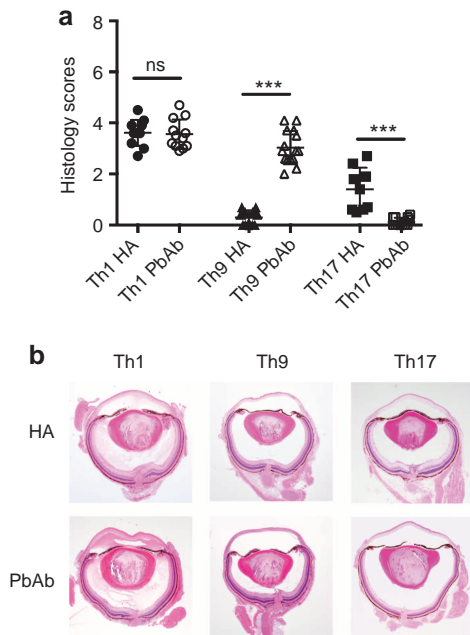 a
Histology scores
8
6
4
2
0
ns
***
***
Th1 HA
Th1 PbAb
Th9 HA
Th9 PbAb
Th17 HA
Th17 PbAb
b
Th1 Th9 Th17
HA
PbAb